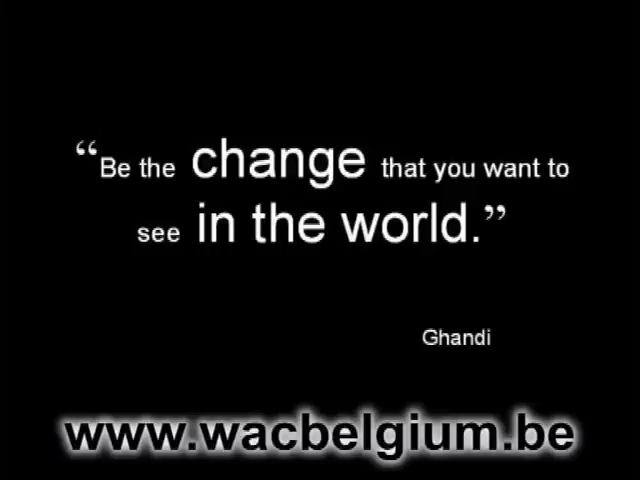 “Be the change that you want to
see in the world.”
Ghandi
www.wacbelgium.be